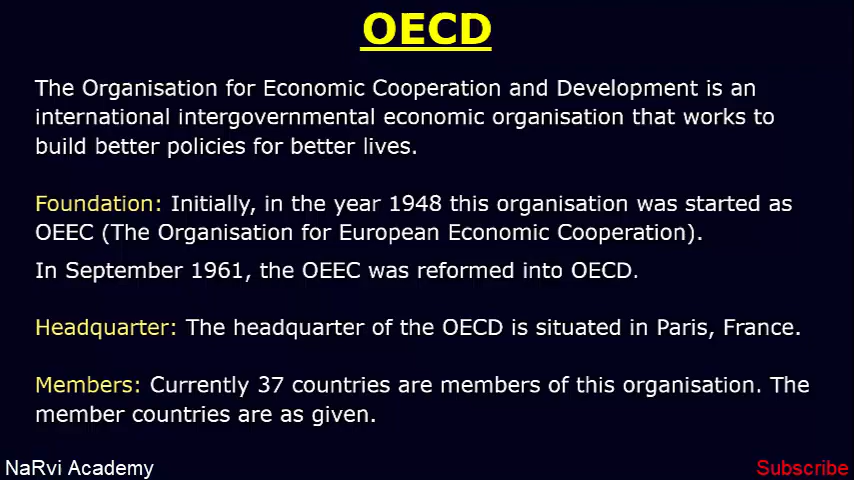 OECD
The Organisation for Economic Cooperation and Development is an
international intergovernmental economic organisation that works to
build better policies for better lives.
Foundation: Initially, in the year 1948 this organisation was started as
OEEC (The Organisation for European Economic Cooperation).
In September 1961, the OEEC was reformed into OECD.
Headquarter: The headquarter of the OECD is situated in Paris, France.
Members: Currently 37 countries are members of this organisation. The
member countries are as given.
NaRvi Academy
Subscribe